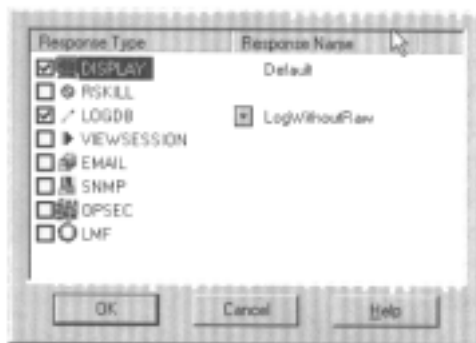 Response Type Response Name
DISPLAY Default
RSKILL
LOGDB LogWithoutRaw
VIEWSESSION
EMAIL
SNMP
OPSEC
LMF
OK Cancel Help